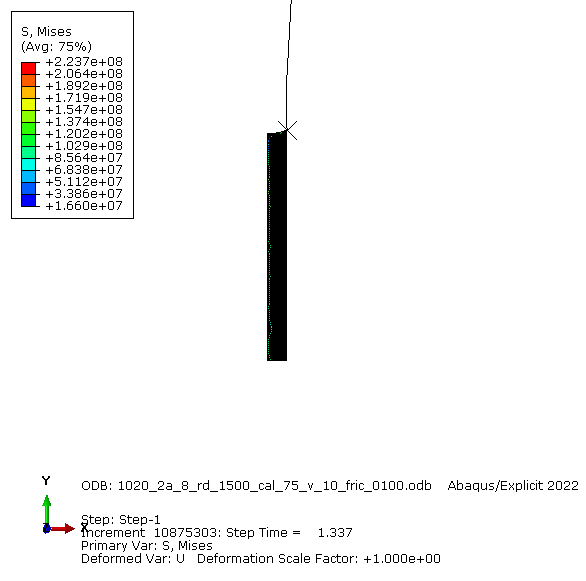 S, Mises
(Avg: 75%)
+2.237e+08
+2.064e+08
+1.892e+08
+1.719e+08
+1.547e+08
+1.374e+08
+1.202e+08
+1.029e+08
+8.564e+07
+6.838e+07
+5.112e+07
+3.386e+07
+1.660e+07
Y
X
ODB: 1020_2a_8_rd_1500_cal_75_v_10_fric_0100.odb Abaqus/Explicit 2022
Step: Step-1
Increment 10875303: Step Time = 1.337
Primary Var: S, Mises
Deformed Var: U Deformation Scale Factor: +1.000e+00